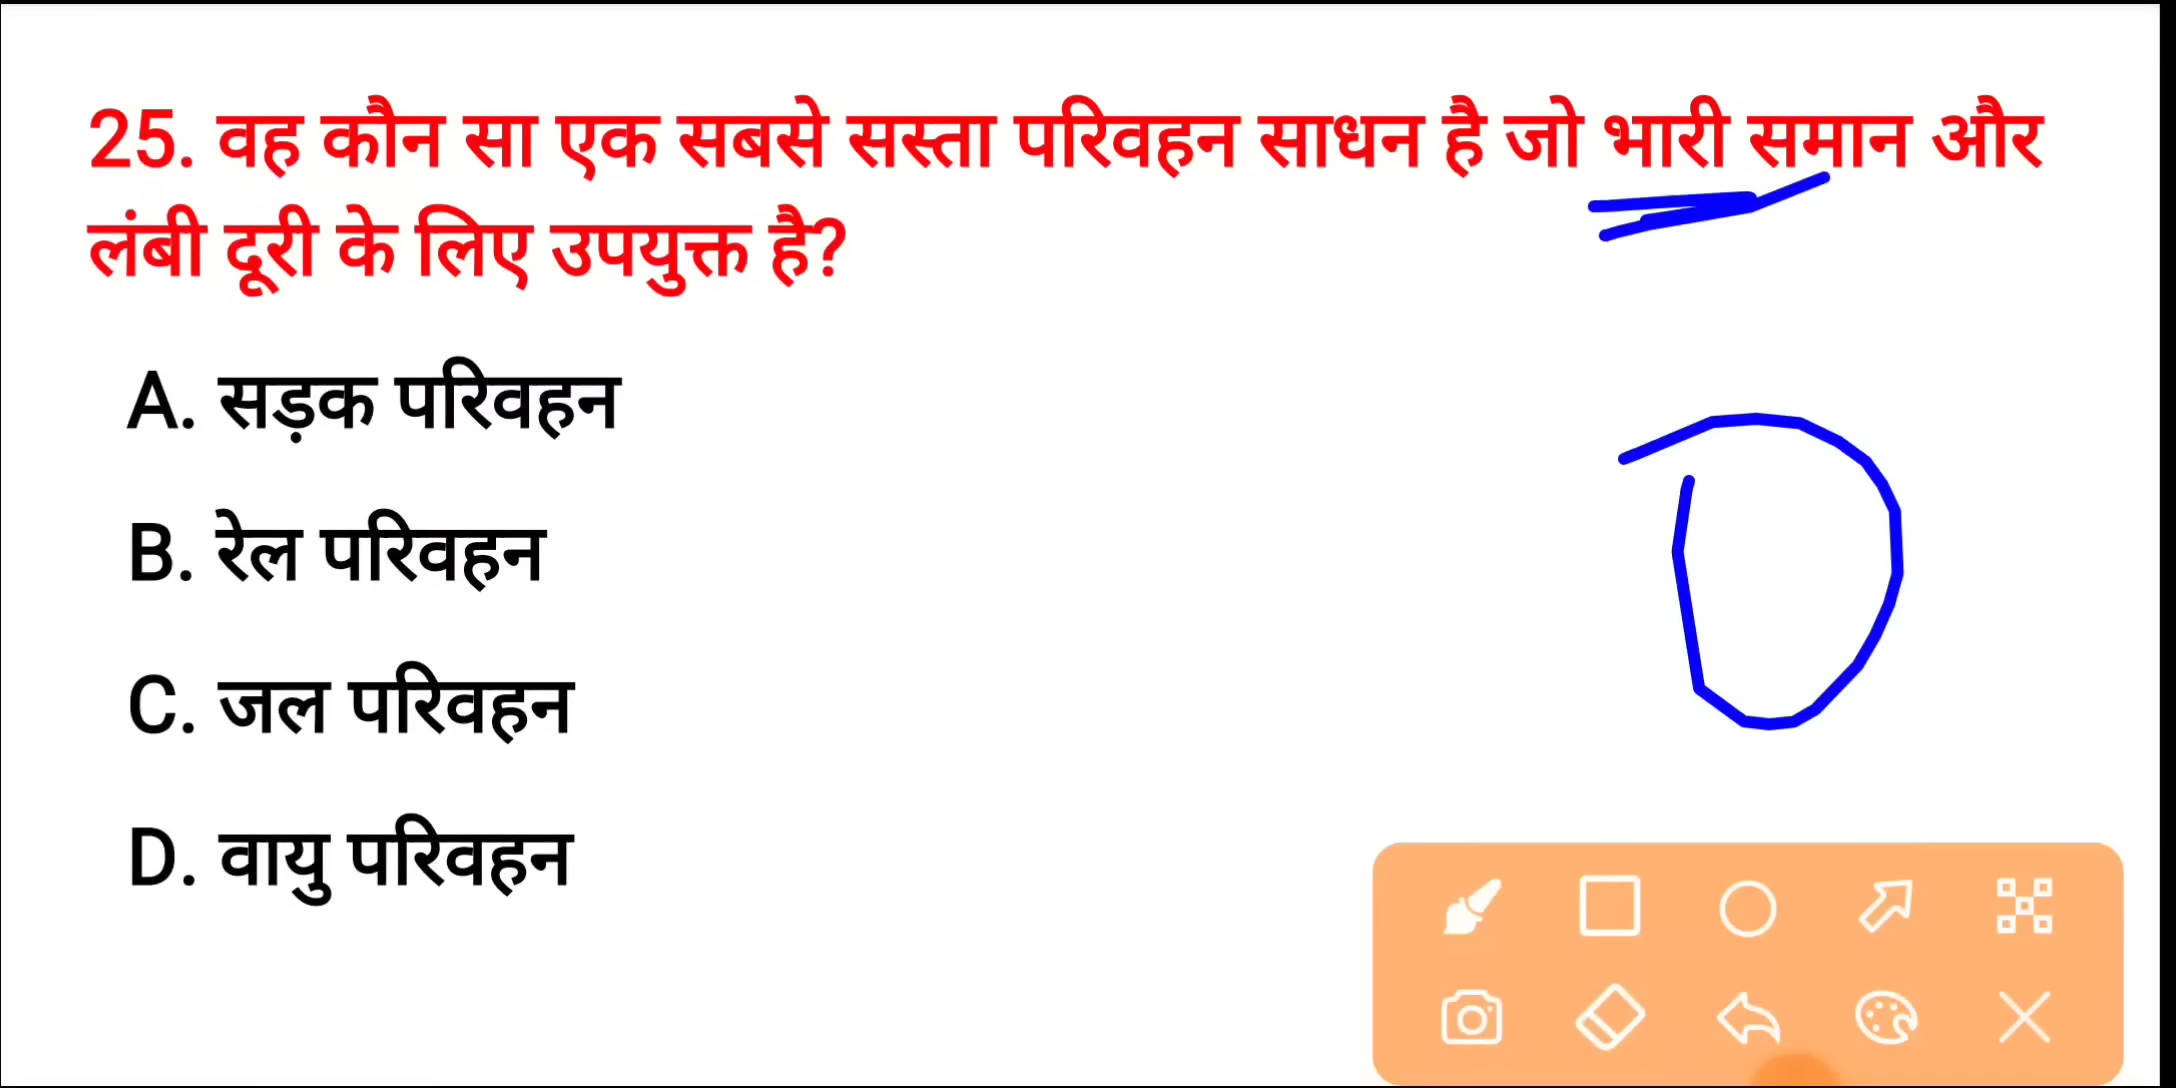 25. वह कौन सा एक सबसे सस्ता परिवहन साधन है जो भारी समान और
लंबी दूरी के लिए उपयुक्त है?
A. सड़क परिवहन
B. रेल परिवहन
C. जल परिवहन
D. वायु परिवहन